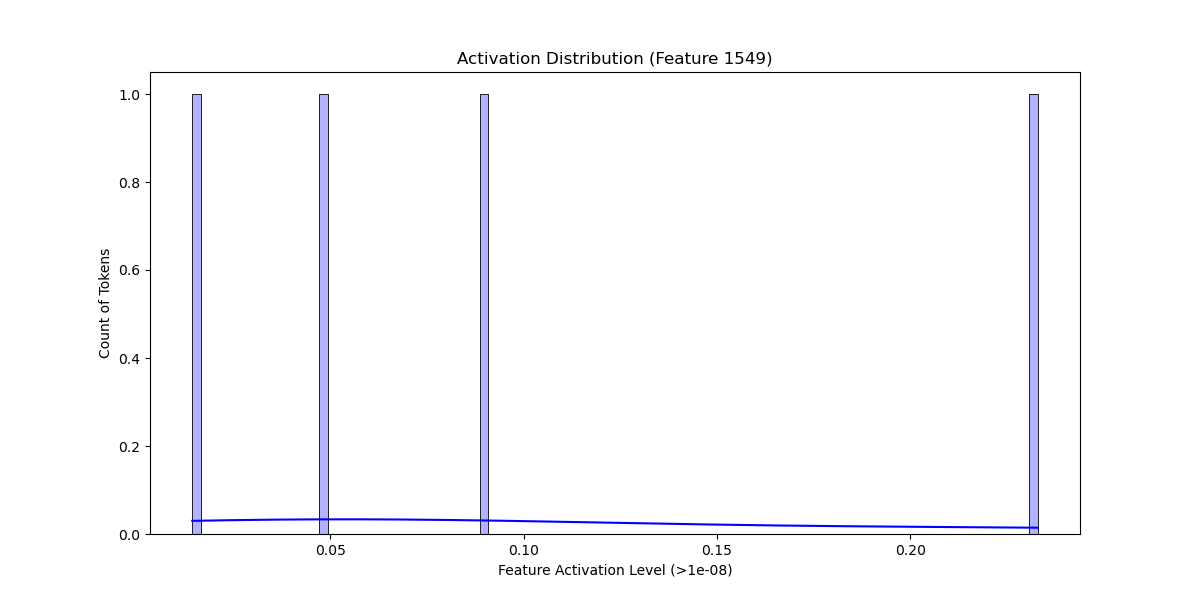 Activation Distribution (Feature 1549)
1.0
0.8
0.6
0.4
0.2
0.0
Count of Tokens
0.05 0.10 0.15 0.20
Feature Activation Level (>1e-08)